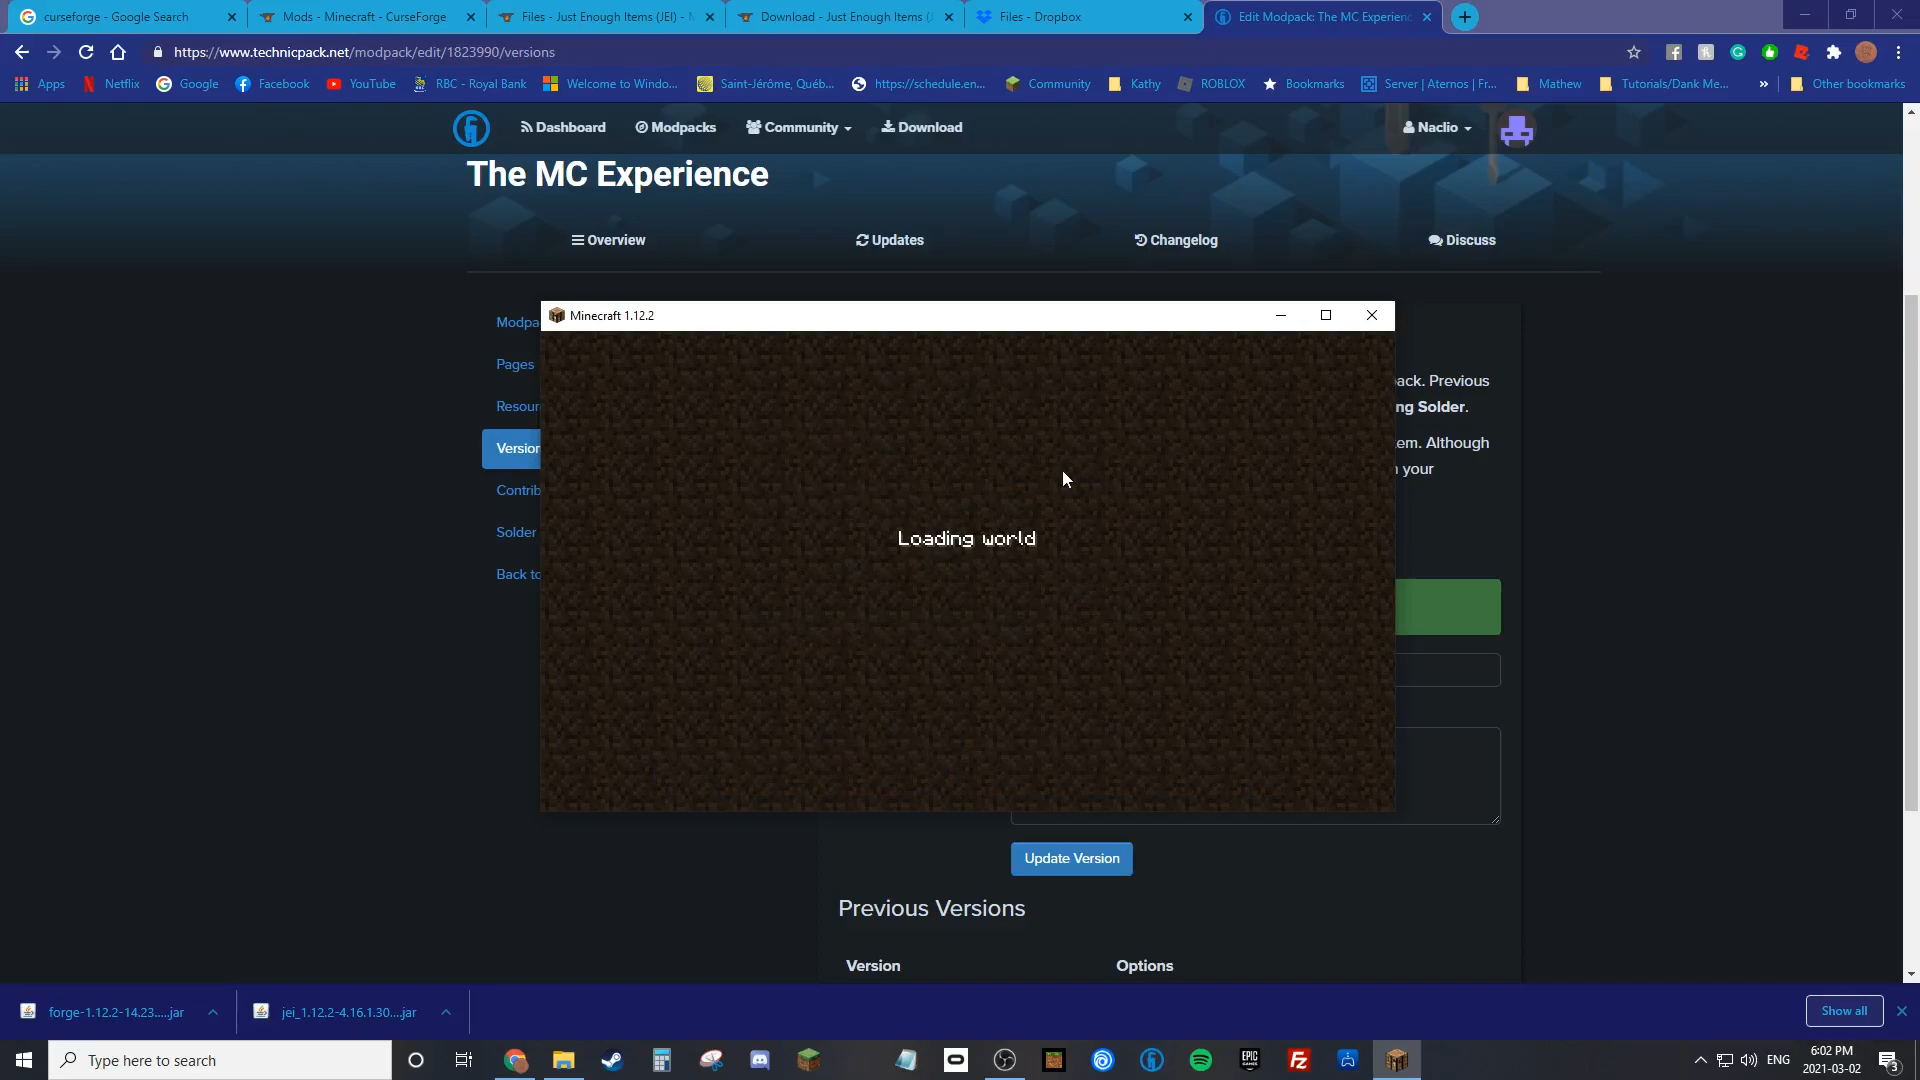 curseforge - Google Search
Mods - Minecraft - CurseForge
Files - Just Enough Items (JEI) -
Download - Just Enough Items (
Files - Dropbox
Edit Modpack: The MC Experienc
https://www.technicpack.net/modpack/edit/1823990/versions
Apps
Netflix
Google
Facebook
YouTube
RBC - Royal Bank
Welcome to Windo...
Saint-Jérôme, Québ...
https://schedule.en...
Community
Kathy
ROBLOX
Bookmarks
Server | Aternos | Fr...
Mathew
Tutorials/Dank Me...
»
Other bookmarks
Dashboard
Modpacks
Community
Download
Naclio
The MC Experience
Overview
Updates
Changelog
Discuss
Minecraft 1.12.2
Modpa
Pages
Resour
Version
Contrib
Solder
Back to
ack. Previous
ng Solder.
em. Although
your
Loading world
Update Version
Previous Versions
Version
Options
forge-1.12.2-14.23.....jar
jei_1.12.2-4.16.1.30....jar
Show all
Type here to search
EPIC GAMES
ENG
6:02 PM
2021-03-02
3